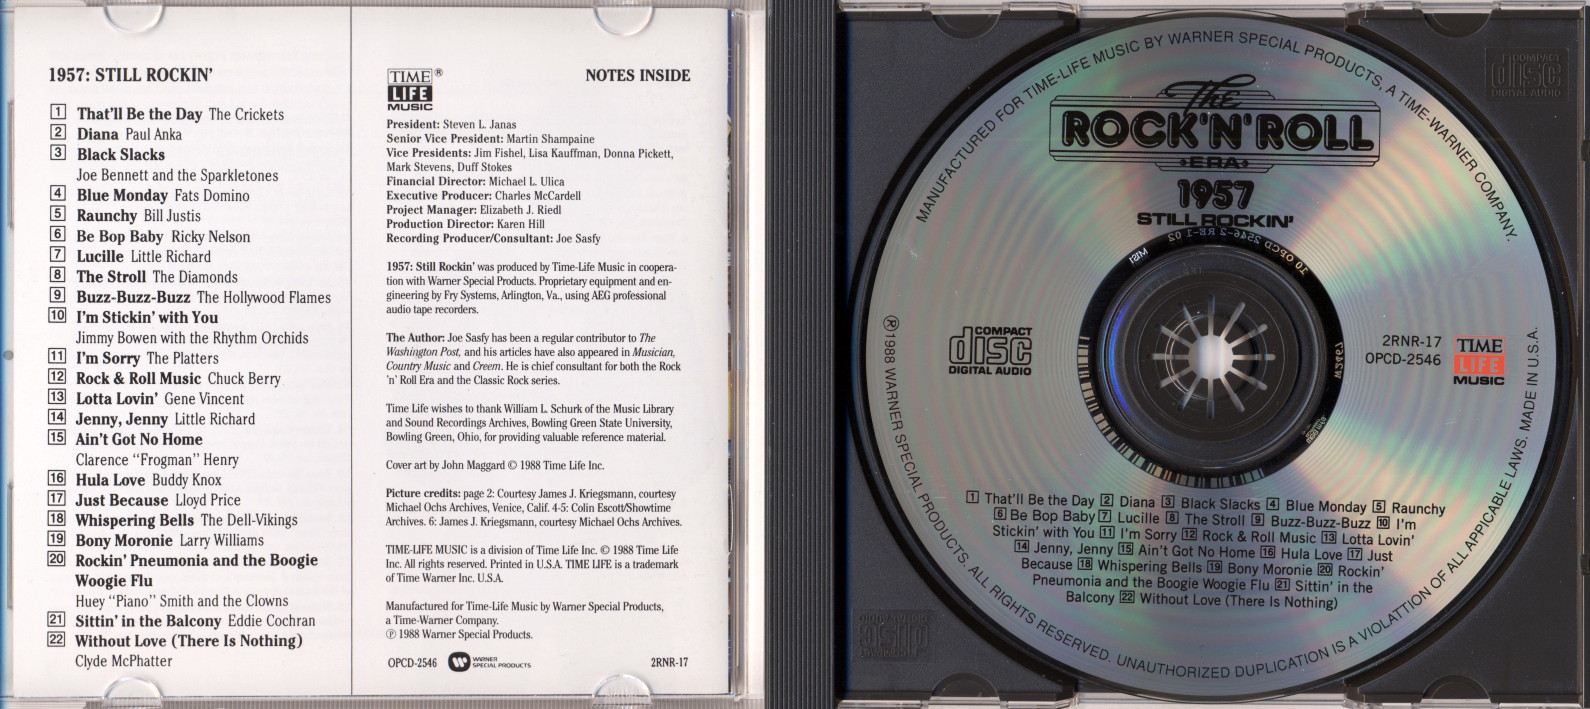 1957: STILL ROCKIN'
1 That'll Be the Day The Crickets
2 Diana Paul Anka
3 Black Slacks
Joe Bennett and the Sparkletones
4 Blue Monday Fats Domino
5 Raunchy Bill Justis
6 Be Bop Baby Ricky Nelson
7 Lucille Little Richard
8 The Stroll The Diamonds
9 Buzz-Buzz-Buzz The Hollywood Flames
10 I'm Stickin' with You
Jimmy Bowen with the Rhythm Orchids
11 I'm Sorry The Platters
12 Rock & Roll Music Chuck Berry
13 Lotta Lovin' Gene Vincent
14 Jenny, Jenny Little Richard
15 Ain't Got No Home
Clarence "Frogman" Henry
16 Hula Love Buddy Knox
17 Just Because Lloyd Price
18 Whispering Bells The Dell-Vikings
19 Bony Moronie Larry Williams
20 Rockin' Pneumonia and the Boogie
Woogie Flu
Huey "Piano" Smith and the Clowns
21 Sittin' in the Balcony Eddie Cochran
22 Without Love (There Is Nothing)
Clyde McPhatter
TIME ®
LIFE
MUSIC
NOTES INSIDE
President: Steven L. Janas
Senior Vice President: Martin Shampaine
Vice Presidents: Jim Fishel, Lisa Kauffman, Donna Pickett,
Mark Stevens, Duff Stokes
Financial Director: Michael L. Ulica
Executive Producer: Charles McCardell
Project Manager: Elizabeth J. Riedl
Production Director: Karen Hill
Recording Producer/Consultant: Joe Sasfy
1957: Still Rockin' was produced by Time-Life Music in coopera-
tion with Warner Special Products. Proprietary equipment and en-
gineering by Fry Systems, Arlington, Va., using AEG professional
audio tape recorders.
The Author: Joe Sasfy has been a regular contributor to The
Washington Post, and his articles have also appeared in Musician,
Country Music and Creem. He is chief consultant for both the Rock
'n' Roll Era and the Classic Rock series.
Time Life wishes to thank William L. Schurk of the Music Library
and Sound Recordings Archives, Bowling Green State University,
Bowling Green, Ohio, for providing valuable reference material.
Cover art by John Maggard © 1988 Time Life Inc.
Picture credits: page 2: Courtesy James J. Kriegsmann, courtesy
Michael Ochs Archives, Venice, Calif. 4-5: Colin Escott/Showtime
Archives. 6: James J. Kriegsmann, courtesy Michael Ochs Archives.
TIME-LIFE MUSIC is a division of Time Life Inc. © 1988 Time Life
Inc. All rights reserved. Printed in U.S.A. TIME LIFE is a trademark
of Time Warner Inc. U.S.A.
Manufactured for Time-Life Music by Warner Special Products,
a Time-Warner Company.
℗ 1988 Warner Special Products.
OPCD-2546 WARNER SPECIAL PRODUCTS 2RNR-17
MANUFACTURED FOR TIME-LIFE MUSIC BY WARNER SPECIAL PRODUCTS, A TIME-WARNER COMPANY.
The
ROCK'N'ROLL
ERA
1957
STILL ROCKIN'
COMPACT
disc
DIGITAL AUDIO
2RNR-17
OPCD-2546
TIME
LIFE
MUSIC
1 That'll Be the Day 2 Diana 3 Black Slacks 4 Blue Monday 5 Raunchy
6 Be Bop Baby 7 Lucille 8 The Stroll 9 Buzz-Buzz-Buzz 10 I'm
Stickin' with You 11 I'm Sorry 12 Rock & Roll Music 13 Lotta Lovin'
14 Jenny, Jenny 15 Ain't Got No Home 16 Hula Love 17 Just
Because 18 Whispering Bells 19 Bony Moronie 20 Rockin'
Pneumonia and the Boogie Woogie Flu 21 Sittin' in the
Balcony 22 Without Love (There Is Nothing)
℗1988 WARNER SPECIAL PRODUCTS. ALL RIGHTS RESERVED. UNAUTHORIZED DUPLICATION IS A VIOLATTION OF ALL APPICABLE LAWS. MADE IN U.S.A.
COMPACT
disc
DIGITAL AUDIO